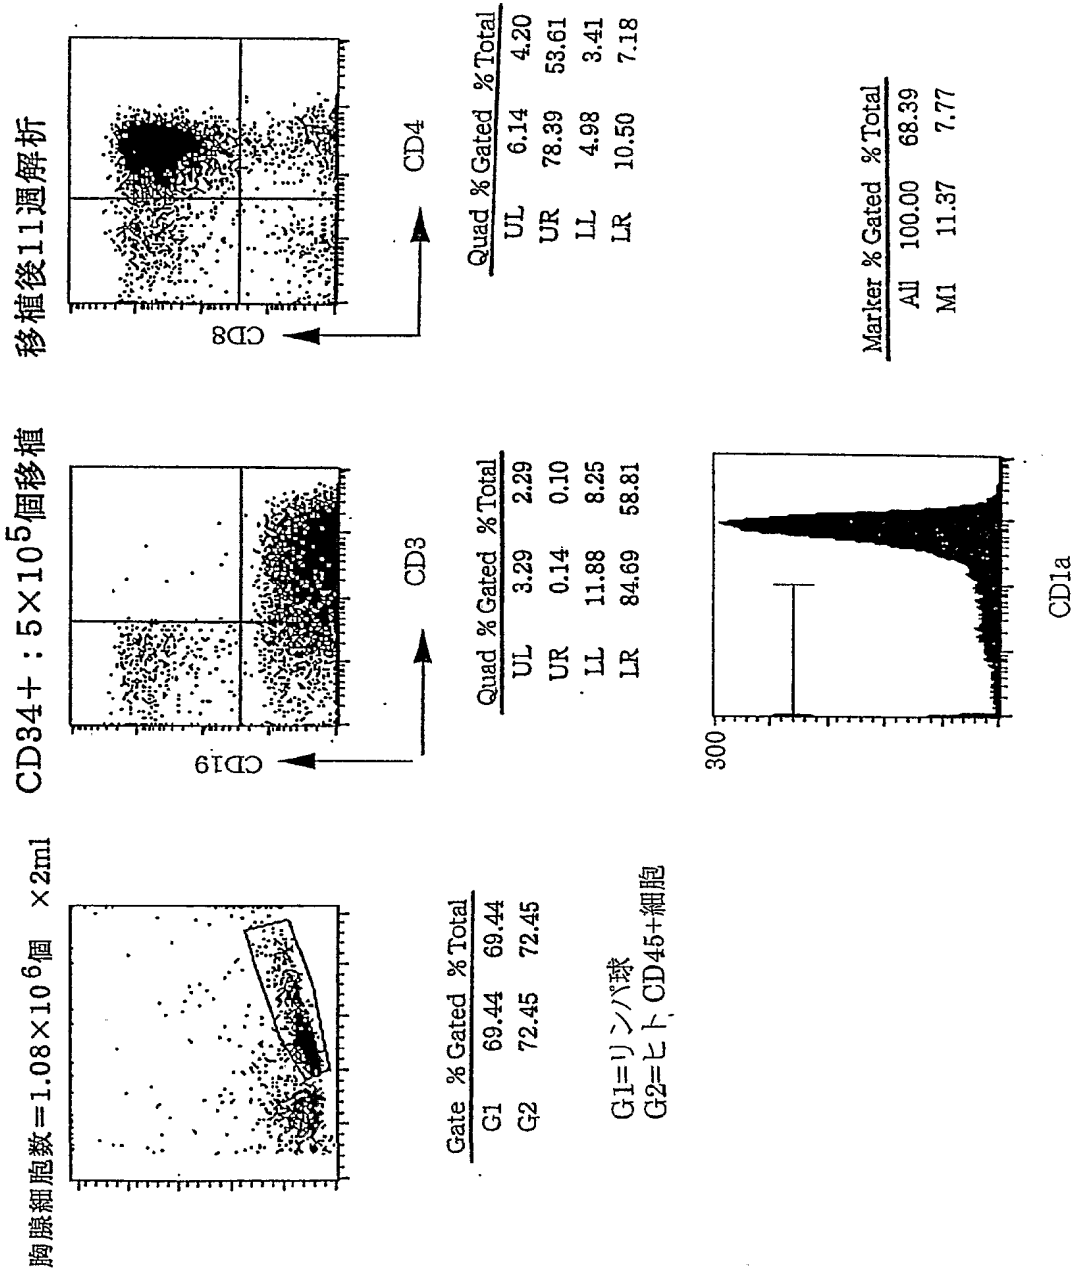 CD34+ : 5×10⁵個移植 移植後11週解析
胸腺細胞数=1.08×10⁶個 ×2ml
Gate % Gated % Total
G1 69.44 69.44
G2 72.45 72.45
G1=リンパ球
G2=ヒト CD45+細胞
CD19
CD3
Quad % Gated % Total
UL 3.29 2.29
UR 0.14 0.10
LL 11.88 8.25
LR 84.69 58.81
CD8
CD4
Quad % Gated % Total
UL 6.14 4.20
UR 78.39 53.61
LL 4.98 3.41
LR 10.50 7.18
300
CD1a
Marker % Gated % Total
All 100.00 68.39
M1 11.37 7.77